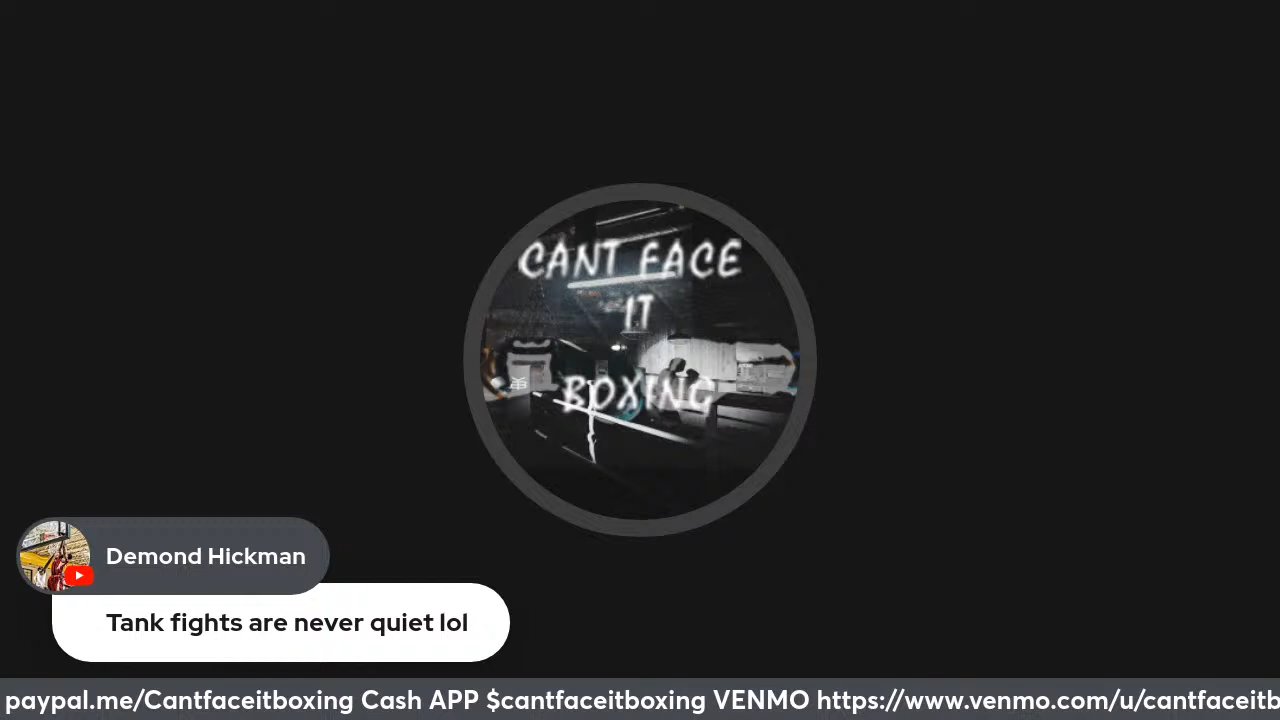 CANT FACE
IT
BOXING
Demond Hickman
Tank fights are never quiet lol
paypal.me/Cantfaceitboxing Cash APP $cantfaceitboxing VENMO https://www.venmo.com/u/cantfaceitb